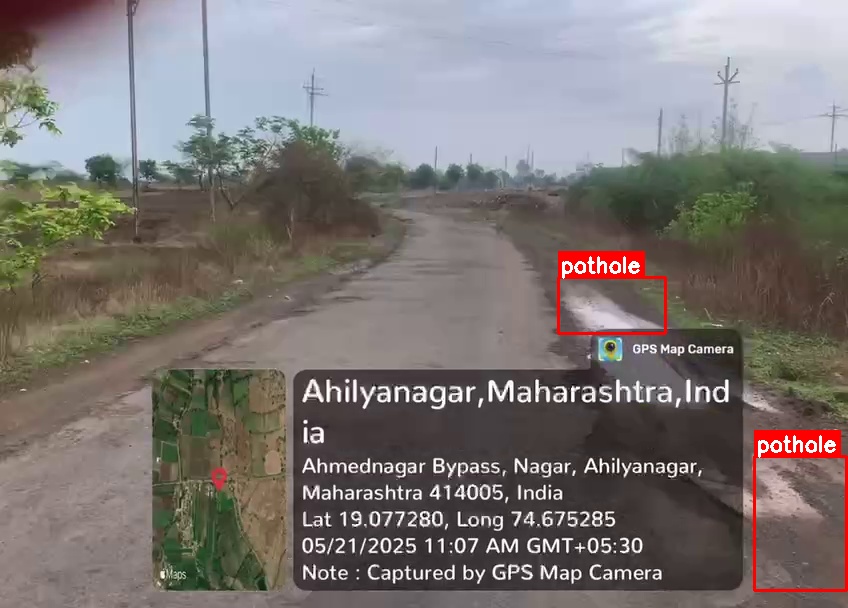 pothole
GPS Map Camera
Ahilyanagar,Maharashtra,Ind
ia
pothole
Ahmednagar Bypass, Nagar, Ahilyanagar,
Maharashtra 414005, India
Lat 19.077280, Long 74.675285
05/21/2025 11:07 AM GMT+05:30
Note : Captured by GPS Map Camera
Maps